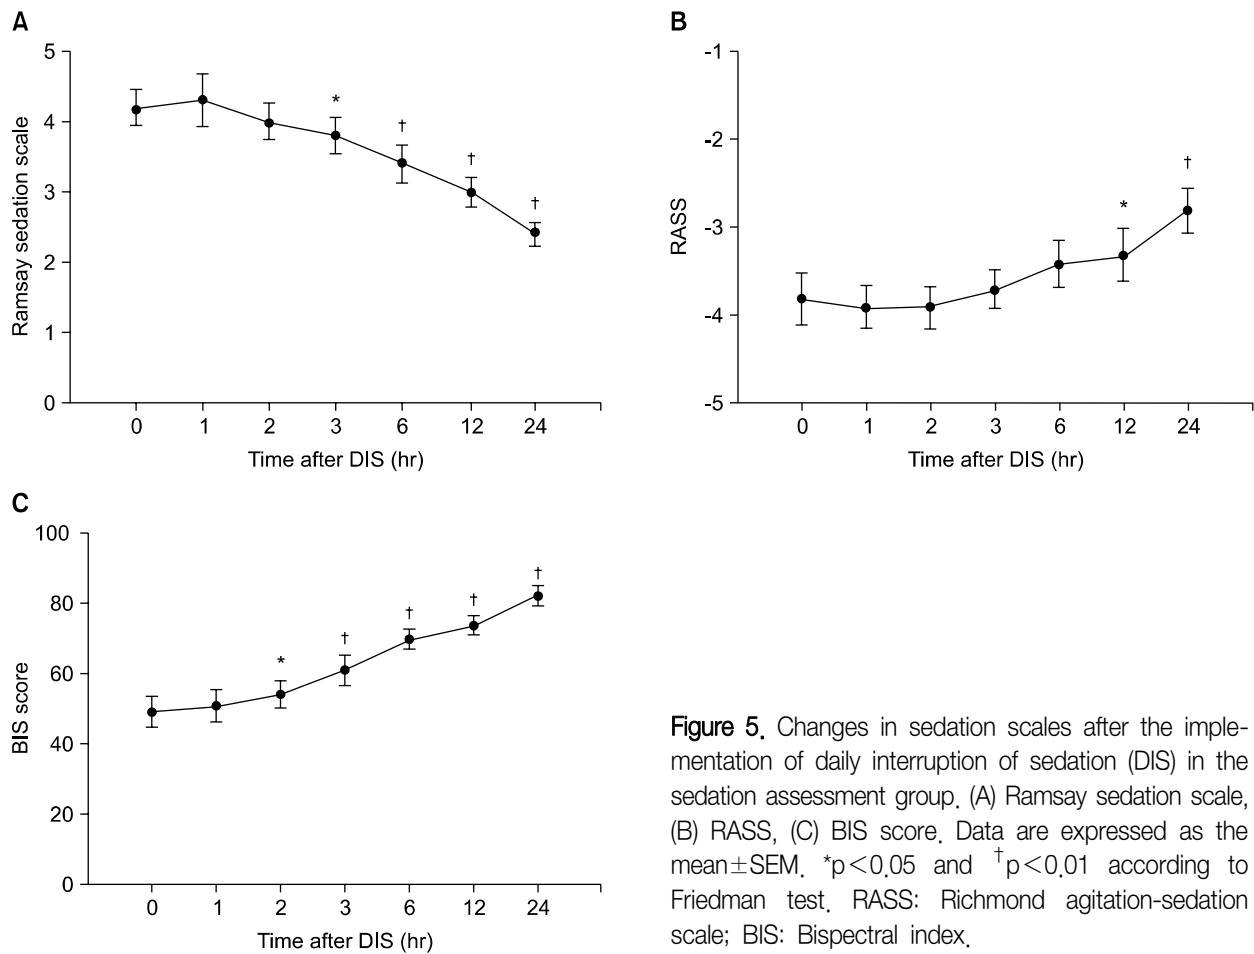 A
5
4
3
2
1
0
Ramsay sedation scale
*
†
†
†
0 1 2 3 6 12 24
Time after DIS (hr)
B
-1
-2
-3
-4
-5
RASS
*
†
0 1 2 3 6 12 24
Time after DIS (hr)
C
100
80
60
40
20
0
BIS score
*
†
†
†
†
0 1 2 3 6 12 24
Time after DIS (hr)
Figure 5. Changes in sedation scales after the imple-
mentation of daily interruption of sedation (DIS) in the
sedation assessment group. (A) Ramsay sedation scale,
(B) RASS, (C) BIS score. Data are expressed as the
mean±SEM. *p<0.05 and †p<0.01 according to
Friedman test. RASS: Richmond agitation-sedation
scale; BIS: Bispectral index.